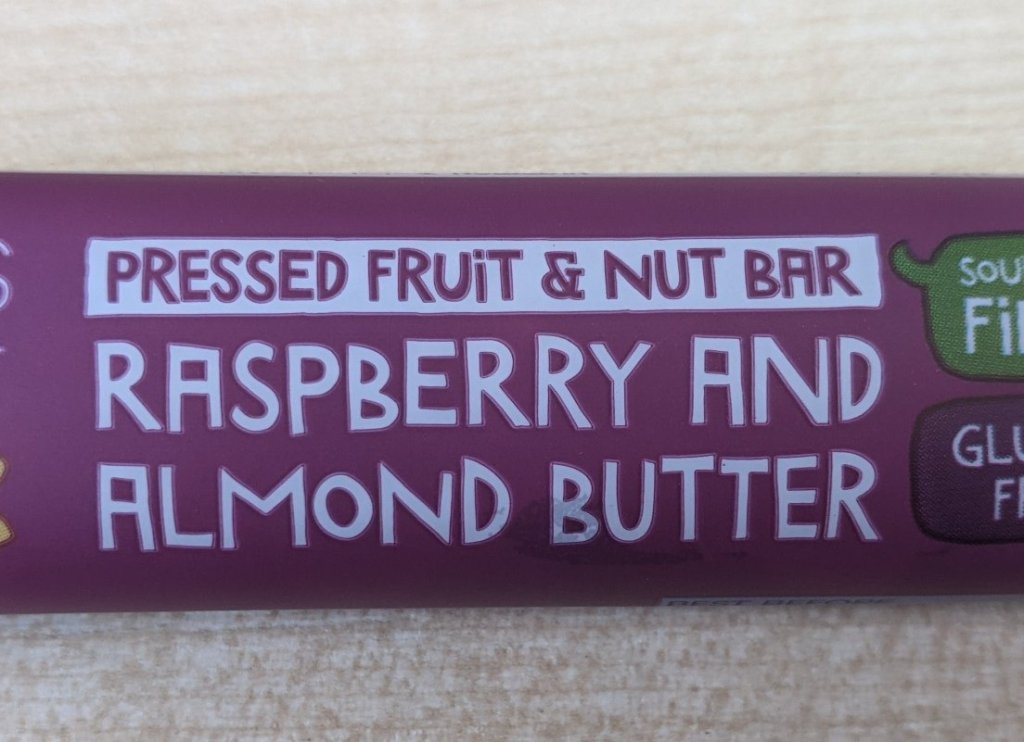 PRESSED FRUiT & NUT BAR
RASPBERRY AND
ALMOND BUTTER